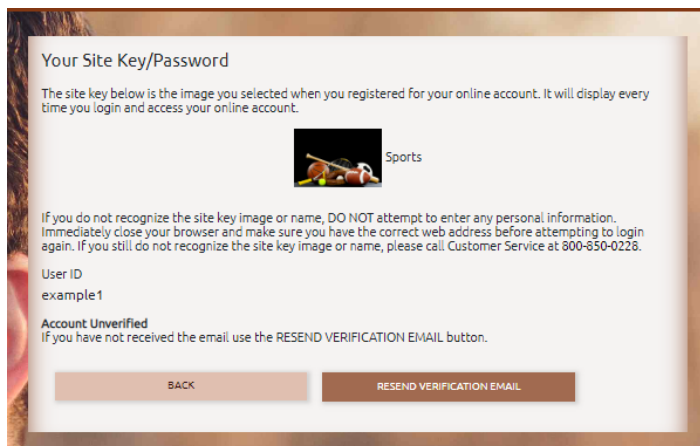 Your Site Key/Password
The site key below is the image you selected when you registered for your online account. It will display every
time you login and access your online account.
Sports
If you do not recognize the site key image or name, DO NOT attempt to enter any personal information.
Immediately close your browser and make sure you have the correct web address before attempting to login
again. If you still do not recognize the site key image or name, please call Customer Service at 800-850-0228.
User ID
example1
Account Unverified
If you have not received the email use the RESEND VERIFICATION EMAIL button.
BACK
RESEND VERIFICATION EMAIL